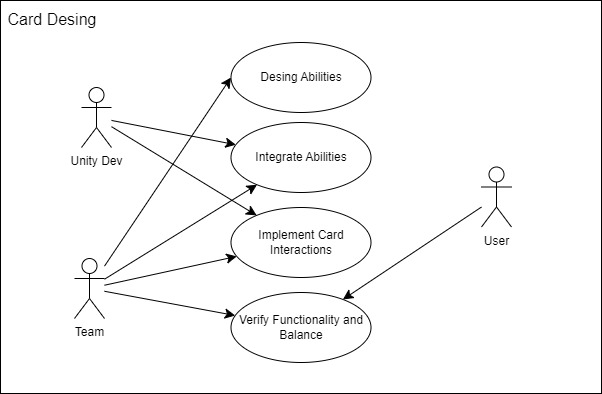 Card Desing
Desing Abilities
Unity Dev
Integrate Abilities
Implement Card
Interactions
User
Team
Verify Functionality and
Balance